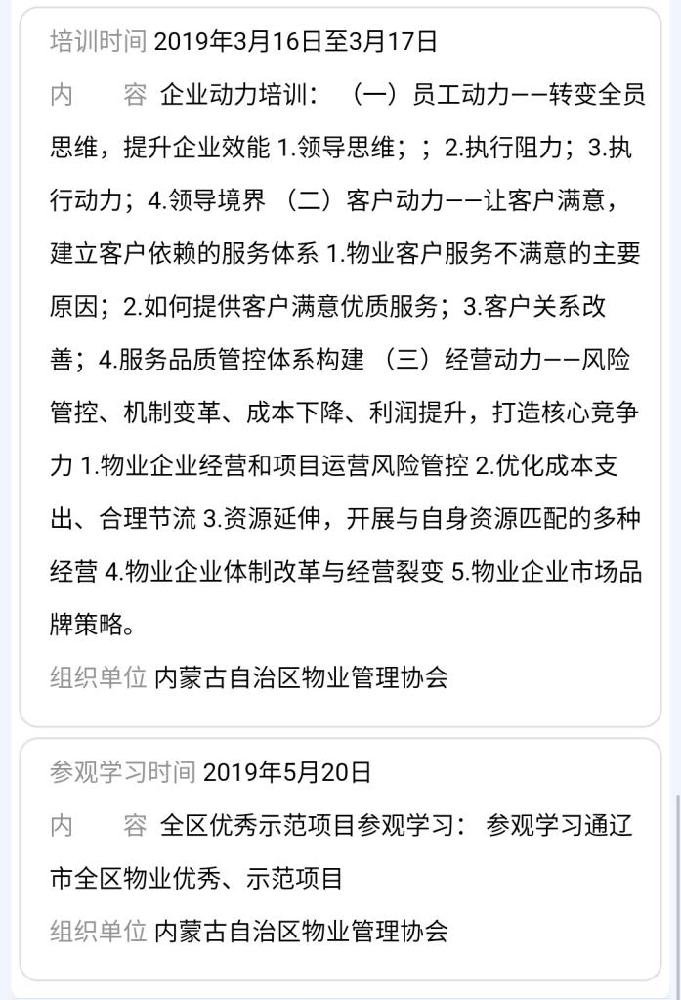 培训时间 2019年3月16日至3月17日
内 容 企业动力培训： （一）员工动力——转变全员
思维，提升企业效能 1.领导思维；；2.执行阻力；3.执
行动力；4.领导境界 （二）客户动力——让客户满意，
建立客户依赖的服务体系 1.物业客户服务不满意的主要
原因；2.如何提供客户满意优质服务；3.客户关系改
善；4.服务品质管控体系构建 （三）经营动力——风险
管控、机制变革、成本下降、利润提升，打造核心竞争
力 1.物业企业经营和项目运营风险管控 2.优化成本支
出、合理节流 3.资源延伸，开展与自身资源匹配的多种
经营 4.物业企业体制改革与经营裂变 5.物业企业市场品
牌策略。
组织单位 内蒙古自治区物业管理协会
参观学习时间 2019年5月20日
内 容 全区优秀示范项目参观学习： 参观学习通辽
市全区物业优秀、示范项目
组织单位 内蒙古自治区物业管理协会